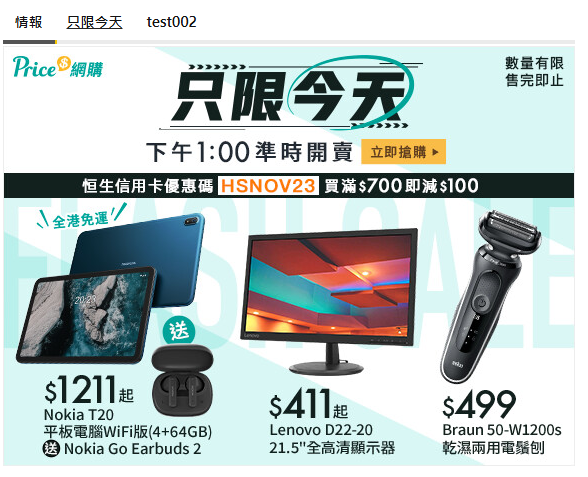 情報 只限今天 test002
Price$網購
只限今天
數量有限
售完即止
下午1:00準時開賣 立即搶購
恒生信用卡優惠碼 HSNOV23 買滿$700即減$100
FLASH SALE
全港免運
20:23
送
$1211起
Nokia T20
平板電腦WiFi版(4+64GB)
送 Nokia Go Earbuds 2
$411起
Lenovo D22-20
21.5"全高清顯示器
$499
Braun 50-W1200s
乾濕兩用電鬚刨